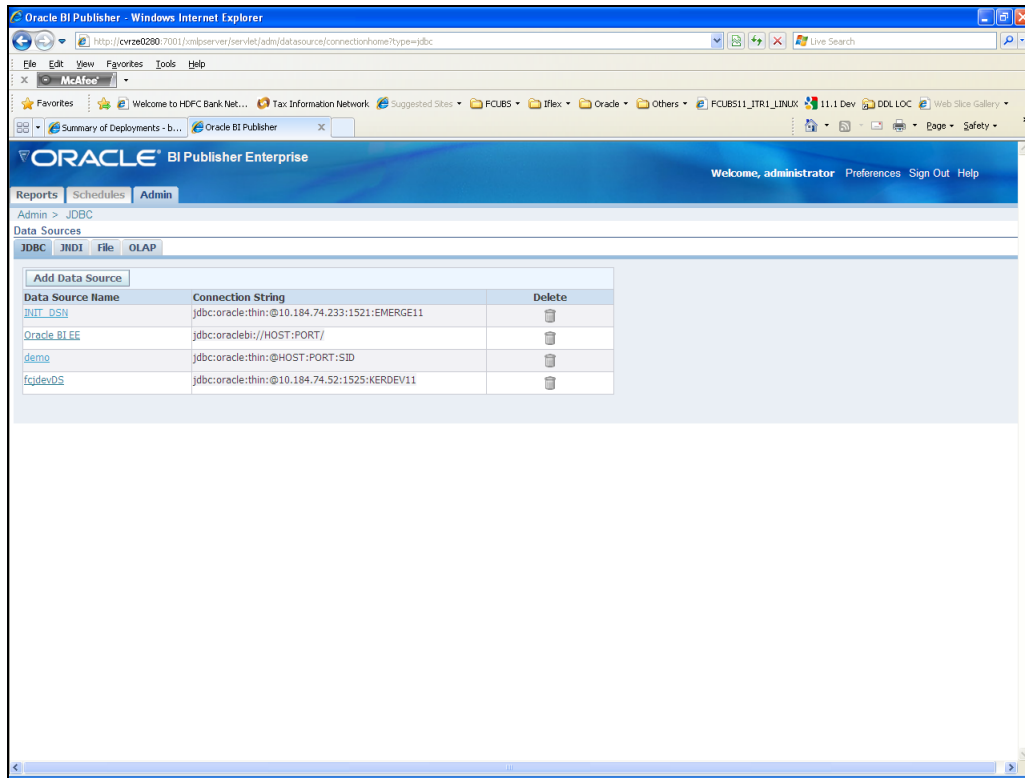 Oracle BI Publisher - Windows Internet Explorer
http://cvrze0280:7001/xmlpserver/servlet/adm/datasource/connectionhome?type=jdbc
Live Search
File Edit View Favorites Tools Help
x McAfee
Favorites Welcome to HDFC Bank Net... Tax Information Network Suggested Sites FCUBS Iflex Oracle Others FCUBS11_ITR1_LINUX 11.1 Dev DDL LOC Web Slice Gallery
Summary of Deployments - b... Oracle BI Publisher x Page Safety
ORACLE BI Publisher Enterprise
Welcome, administrator Preferences Sign Out Help
Reports Schedules Admin
Admin > JDBC
Data Sources
JDBC JNDI File OLAP
Add Data Source
Data Source Name Connection String Delete
INIT_DSN jdbc:oracle:thin:@10.184.74.233:1521:EMERGE11
Oracle BI EE jdbc:oraclebi://HOST:PORT/
demo jdbc:oracle:thin:@HOST:PORT:SID
fcjdevDS jdbc:oracle:thin:@10.184.74.52:1525:KERDEV11